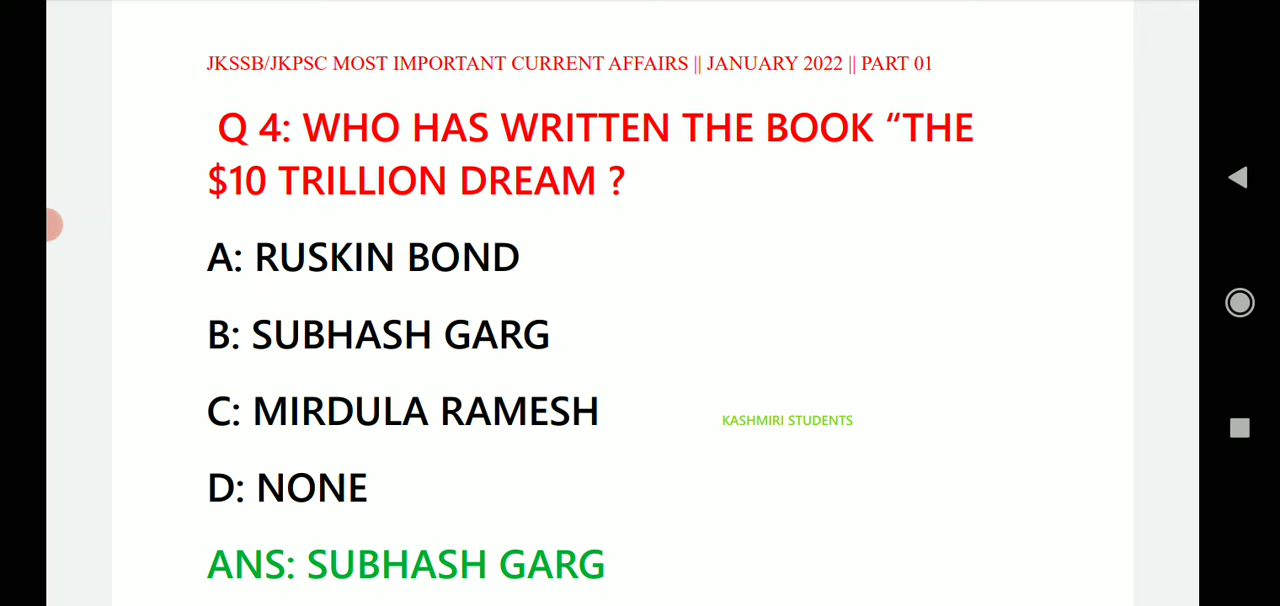 JKSSB/JKPSC MOST IMPORTANT CURRENT AFFAIRS || JANUARY 2022 || PART 01
Q 4: WHO HAS WRITTEN THE BOOK “THE
$10 TRILLION DREAM ?
A: RUSKIN BOND
B: SUBHASH GARG
C: MIRDULA RAMESH
KASHMIRI STUDENTS
D: NONE
ANS: SUBHASH GARG